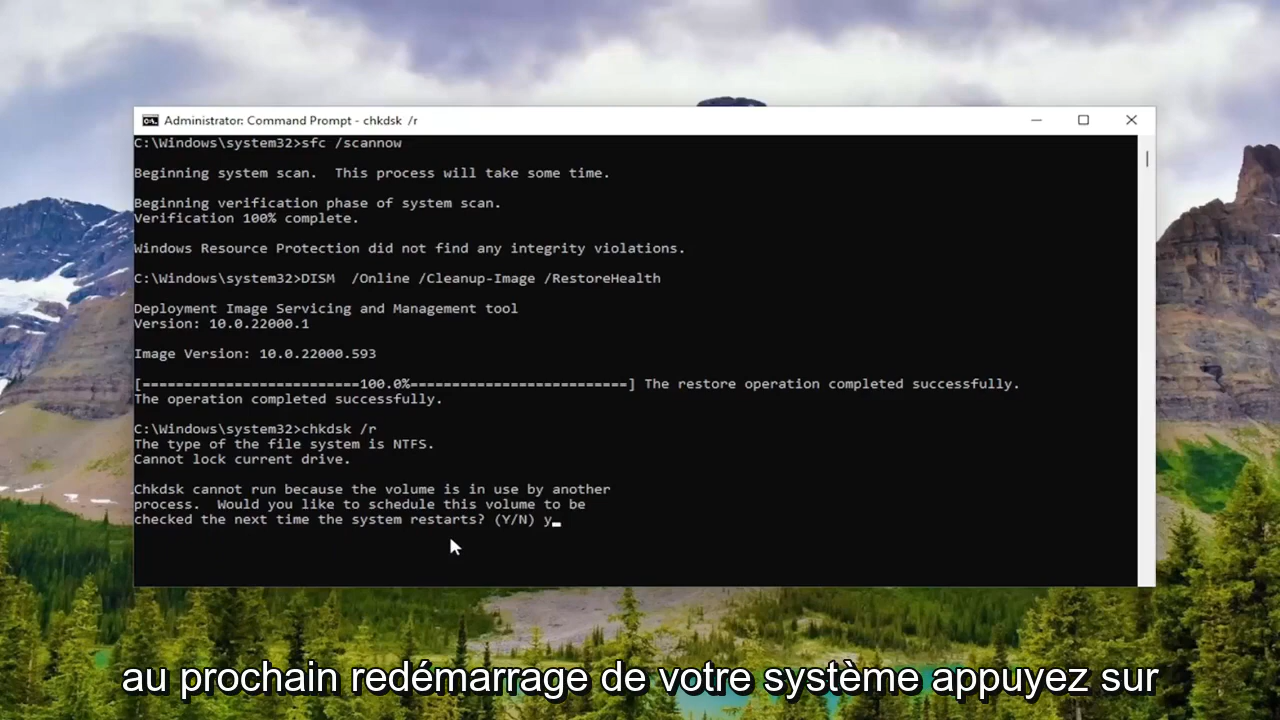 Administrator: Command Prompt - chkdsk /r
C:\Windows\system32>sfc /scannow
Beginning system scan.  This process will take some time.
Beginning verification phase of system scan.
Verification 100% complete.
Windows Resource Protection did not find any integrity violations.
C:\Windows\system32>DISM  /Online /Cleanup-Image /RestoreHealth
Deployment Image Servicing and Management tool
Version: 10.0.22000.1
Image Version: 10.0.22000.593
[==========================100.0%==========================] The restore operation completed successfully.
The operation completed successfully.
C:\Windows\system32>chkdsk /r
The type of the file system is NTFS.
Cannot lock current drive.
Chkdsk cannot run because the volume is in use by another
process.  Would you like to schedule this volume to be
checked the next time the system restarts? (Y/N) y
au prochain redémarrage de votre système appuyez sur